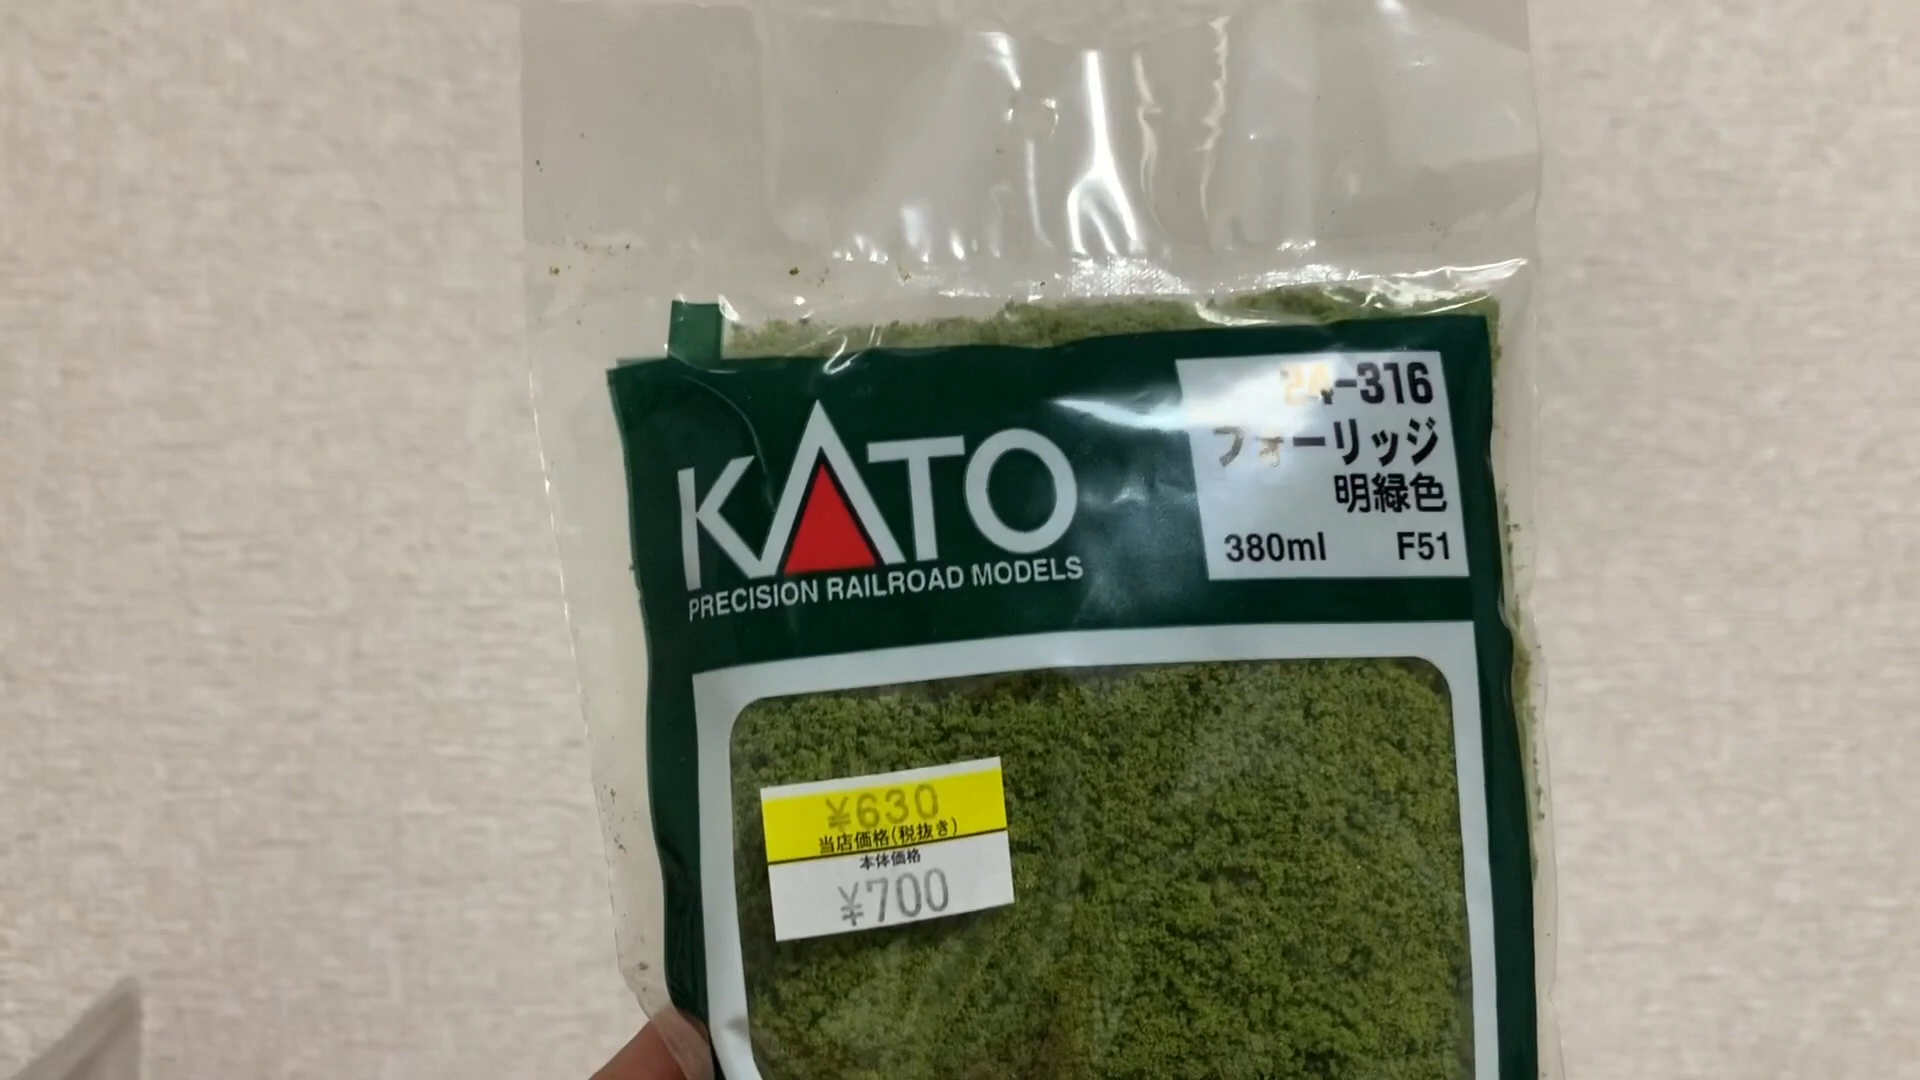 KATO
PRECISION RAILROAD MODELS
24-316
フォーリッジ
明緑色
380ml F51
¥630
当店価格(税抜き)
本体価格
¥700